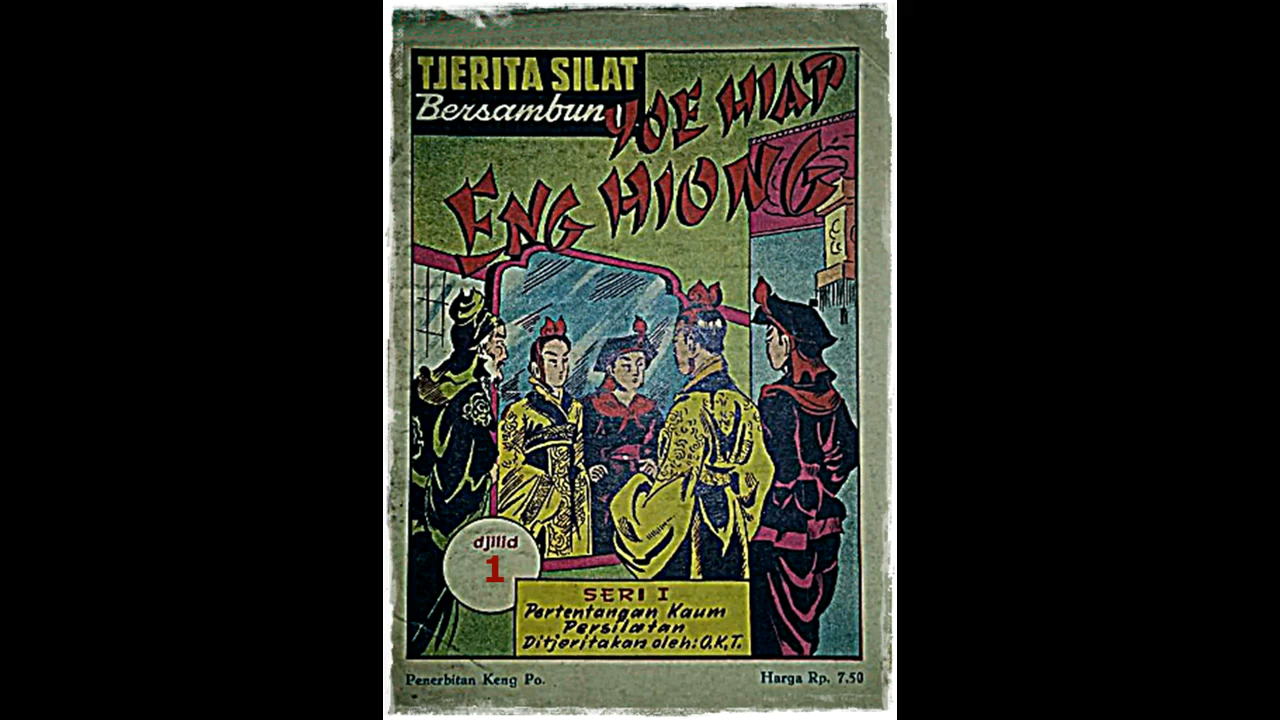 TJERITA SILAT
Bersambun
YOE HIAP
ENG HIONG
djilid
1
SERI I
Pertentangan Kaum
Persilatan
Ditjeritakan oleh: O.K.T.
Penerbitan Keng Po.
Harga Rp. 7.50